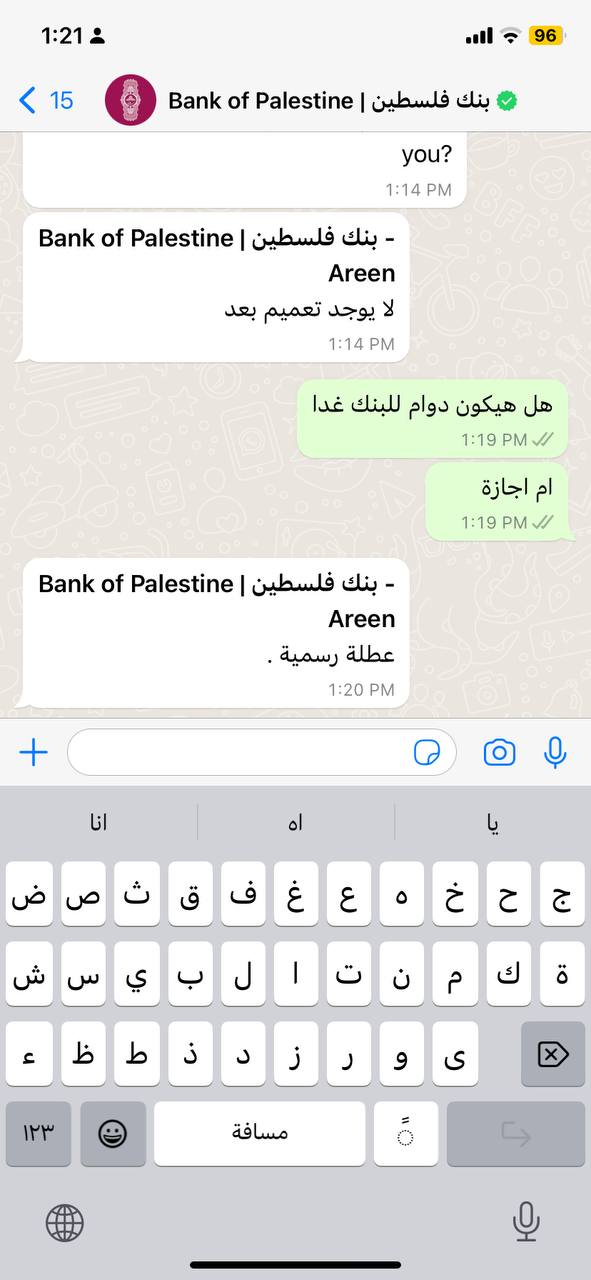 1:21
96
15
Bank of Palestine | بنك فلسطين
you?
1:14 PM
Bank of Palestine | بنك فلسطين -
Areen
لا يوجد تعميم بعد
1:14 PM
هل هيكون دوام للبنك غدا
1:19 PM
ام اجازة
1:19 PM
Bank of Palestine | بنك فلسطين -
Areen
عطلة رسمية .
1:20 PM
يا اه انا
ج ح خ ه ع غ ف ق ث ص ض
ة ك م ن ت ا ل ب ي س ش
ى و ر ز د ذ ط ظ ء
١٢٣ مسافة